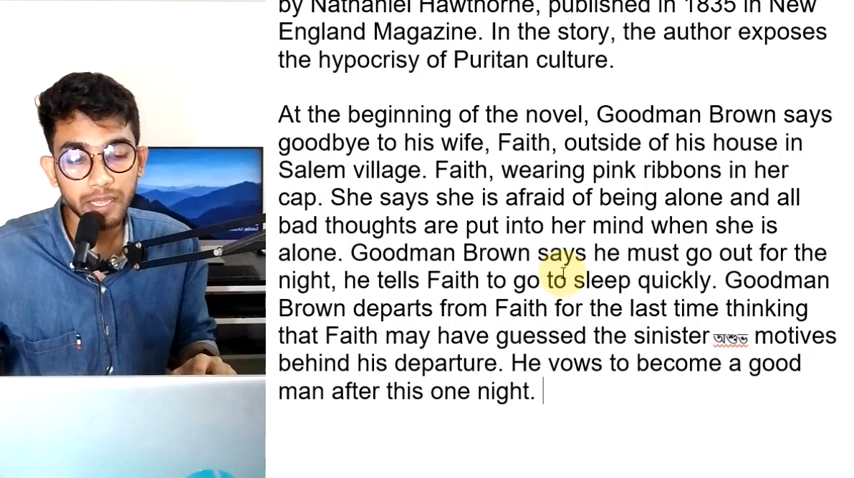 by Nathaniel Hawthorne, published in 1835 in New
England Magazine. In the story, the author exposes
the hypocrisy of Puritan culture.
At the beginning of the novel, Goodman Brown says
goodbye to his wife, Faith, outside of his house in
Salem village. Faith, wearing pink ribbons in her
cap. She says she is afraid of being alone and all
bad thoughts are put into her mind when she is
alone. Goodman Brown says he must go out for the
night, he tells Faith to go to sleep quickly. Goodman
Brown departs from Faith for the last time thinking
that Faith may have guessed the sinister অশুভ motives
behind his departure. He vows to become a good
man after this one night.